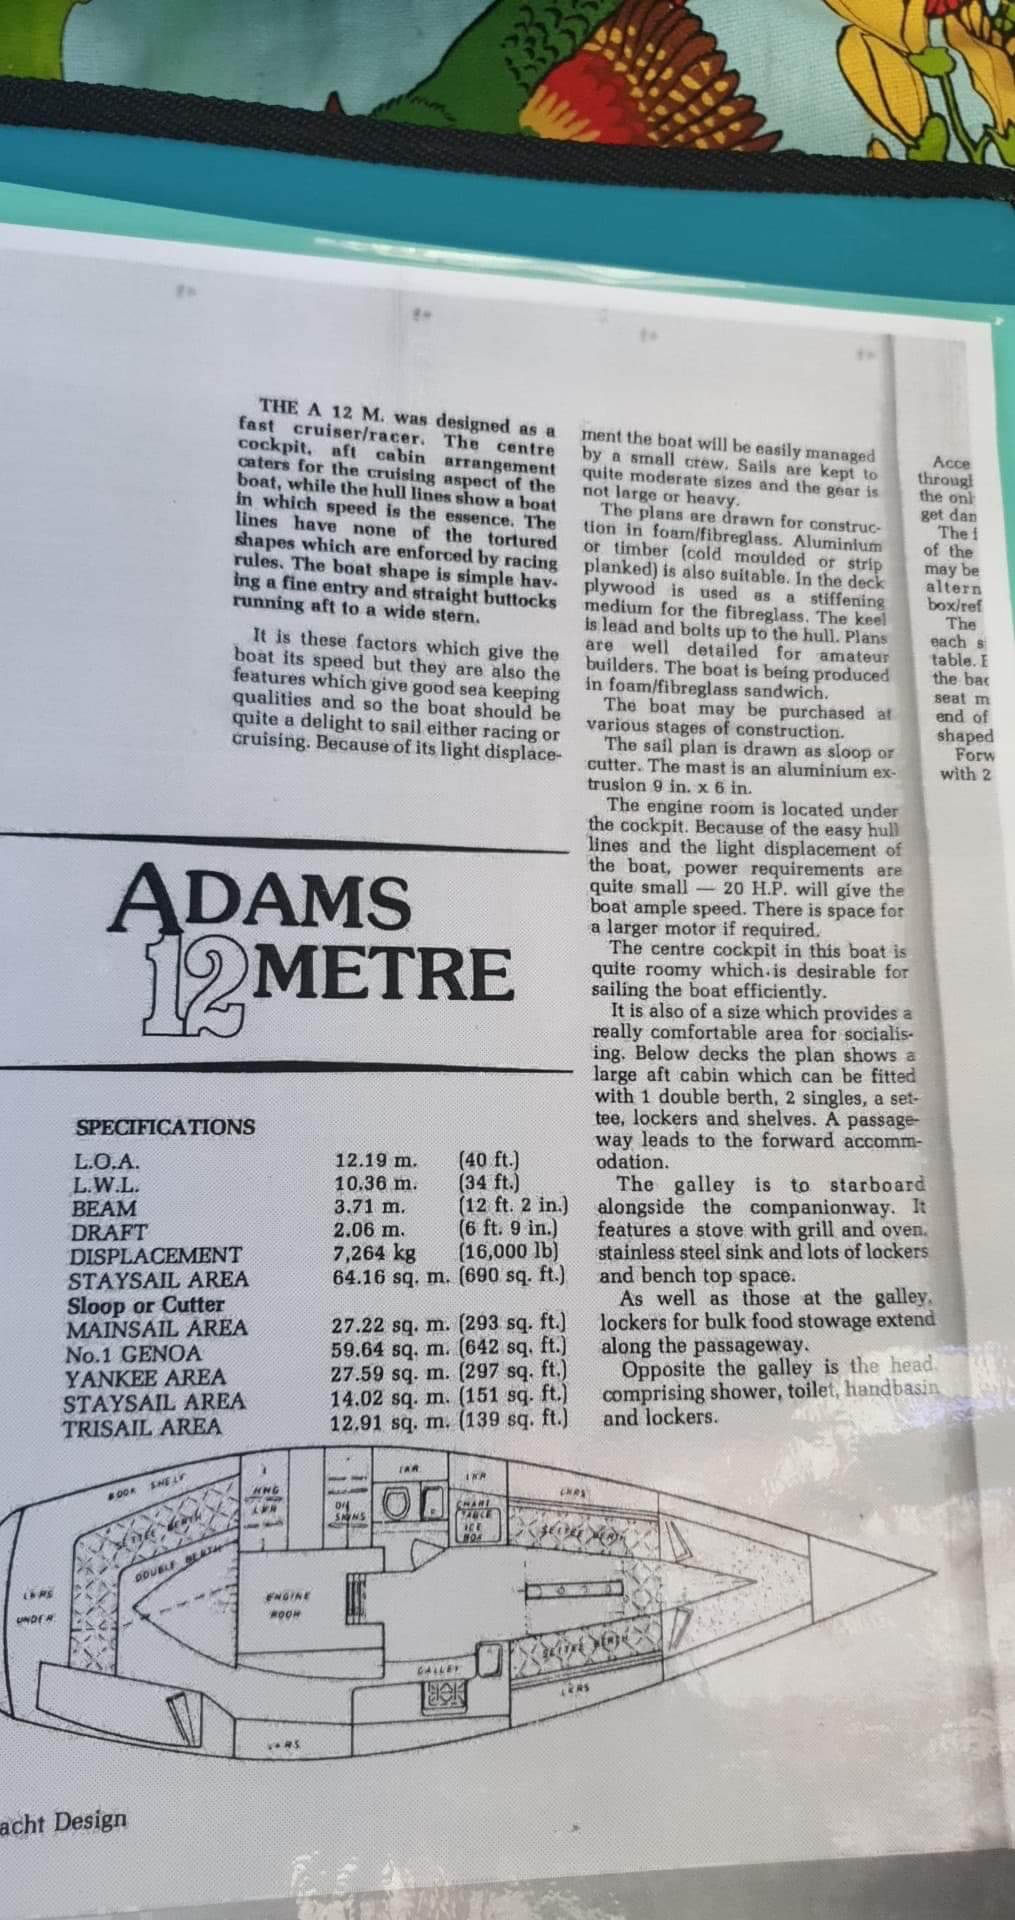 THE A 12 M. was designed as a
fast cruiser/racer. The centre
cockpit, aft cabin arrangement
caters for the cruising aspect of the
boat, while the hull lines show a boat
in which speed is the essence. The
lines have none of the tortured
shapes which are enforced by racing
rules. The boat shape is simple hav-
ing a fine entry and straight buttocks
running aft to a wide stern.
It is these factors which give the
boat its speed but they are also the
features which give good sea keeping
qualities and so the boat should be
quite a delight to sail either racing or
cruising. Because of its light displace-
ment the boat will be easily managed
by a small crew. Sails are kept to
quite moderate sizes and the gear is
not large or heavy.
The plans are drawn for construc-
tion in foam/fibreglass. Aluminium
or timber (cold moulded or strip
planked) is also suitable. In the deck
plywood is used as a stiffening
medium for the fibreglass. The keel
is lead and bolts up to the hull. Plans
are well detailed for amateur
builders. The boat is being produced
in foam/fibreglass sandwich.
The boat may be purchased at
various stages of construction.
The sail plan is drawn as sloop or
cutter. The mast is an aluminium ex-
trusion 9 in. x 6 in.
The engine room is located under
the cockpit. Because of the easy hull
lines and the light displacement of
the boat, power requirements are
quite small — 20 H.P. will give the
boat ample speed. There is space for
a larger motor if required.
The centre cockpit in this boat is
quite roomy which is desirable for
sailing the boat efficiently.
It is also of a size which provides a
really comfortable area for socialis-
ing. Below decks the plan shows a
large aft cabin which can be fitted
with 1 double berth, 2 singles, a set-
tee, lockers and shelves. A passage-
way leads to the forward accomm-
odation.
The galley is to starboard
alongside the companionway. It
features a stove with grill and oven,
stainless steel sink and lots of lockers
and bench top space.
As well as those at the galley,
lockers for bulk food stowage extend
along the passageway.
Opposite the galley is the head
comprising shower, toilet, handbasin
and lockers.
Acce
througl
the onl
get dan
The i
of the
may be
altern
box/ref
The
each s
table. E
the bac
seat m
end of
shaped
Forw
with 2
ADAMS
12 METRE
SPECIFICATIONS
L.O.A. 12.19 m. (40 ft.)
L.W.L. 10.36 m. (34 ft.)
BEAM 3.71 m. (12 ft. 2 in.)
DRAFT 2.06 m. (6 ft. 9 in.)
DISPLACEMENT 7,264 kg (16,000 lb)
STAYSAIL AREA 64.16 sq. m. (690 sq. ft.)
Sloop or Cutter
MAINSAIL AREA 27.22 sq. m. (293 sq. ft.)
No.1 GENOA 59.64 sq. m. (642 sq. ft.)
YANKEE AREA 27.59 sq. m. (297 sq. ft.)
STAYSAIL AREA 14.02 sq. m. (151 sq. ft.)
TRISAIL AREA 12.91 sq. m. (139 sq. ft.)
BOOK SHELF
SETTEE BERTH
DOUBLE BERTH
LKRS
UNDER
HNG
LKR
OIL
SKINS
LKR
LKR
CHART
TABLE
ICE
BOX
LKRS
SETTEE BERTH
ENGINE
ROOM
GALLEY
SETTEE BERTH
LKRS
LKRS
acht Design